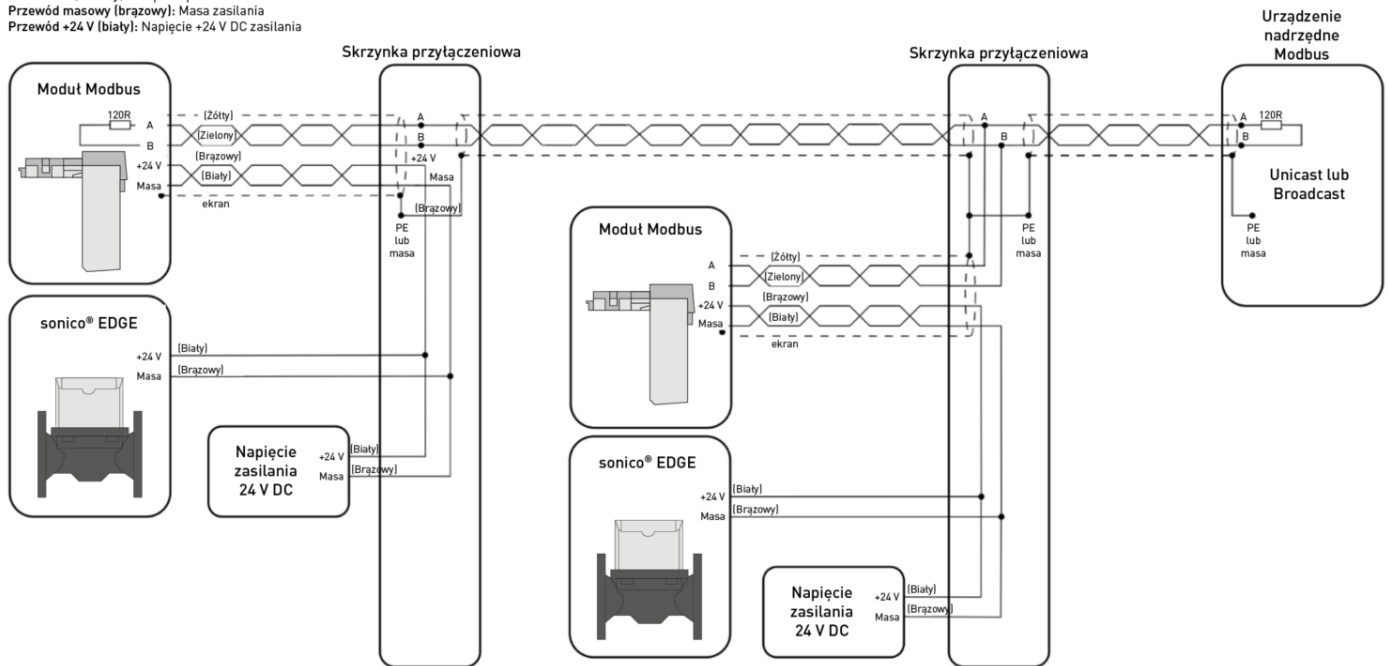 Przewód masowy (brązowy): Masa zasilania
Przewód +24 V (biały): Napięcie +24 V DC zasilania
Skrzynka przyłączeniowa
Moduł Modbus
120R
A
B
+24 V
Masa
(Żółty)
(Zielony)
(Brązowy)
(Biały)
ekran
A
B
+24 V
Masa
(Brązowy)
PE
lub
masa
sonico® EDGE
+24 V
Masa
(Biały)
(Brązowy)
Napięcie
zasilania
24 V DC
+24 V
Masa
(Biały)
(Brązowy)
Skrzynka przyłączeniowa
A
B
PE
lub
masa
Moduł Modbus
A
B
+24 V
Masa
(Żółty)
(Zielony)
(Brązowy)
(Biały)
ekran
sonico® EDGE
+24 V
Masa
(Biały)
(Brązowy)
Napięcie
zasilania
24 V DC
+24 V
Masa
(Biały)
(Brązowy)
Urządzenie
nadrzędne
Modbus
A
B
120R
Unicast lub
Broadcast
PE
lub
masa